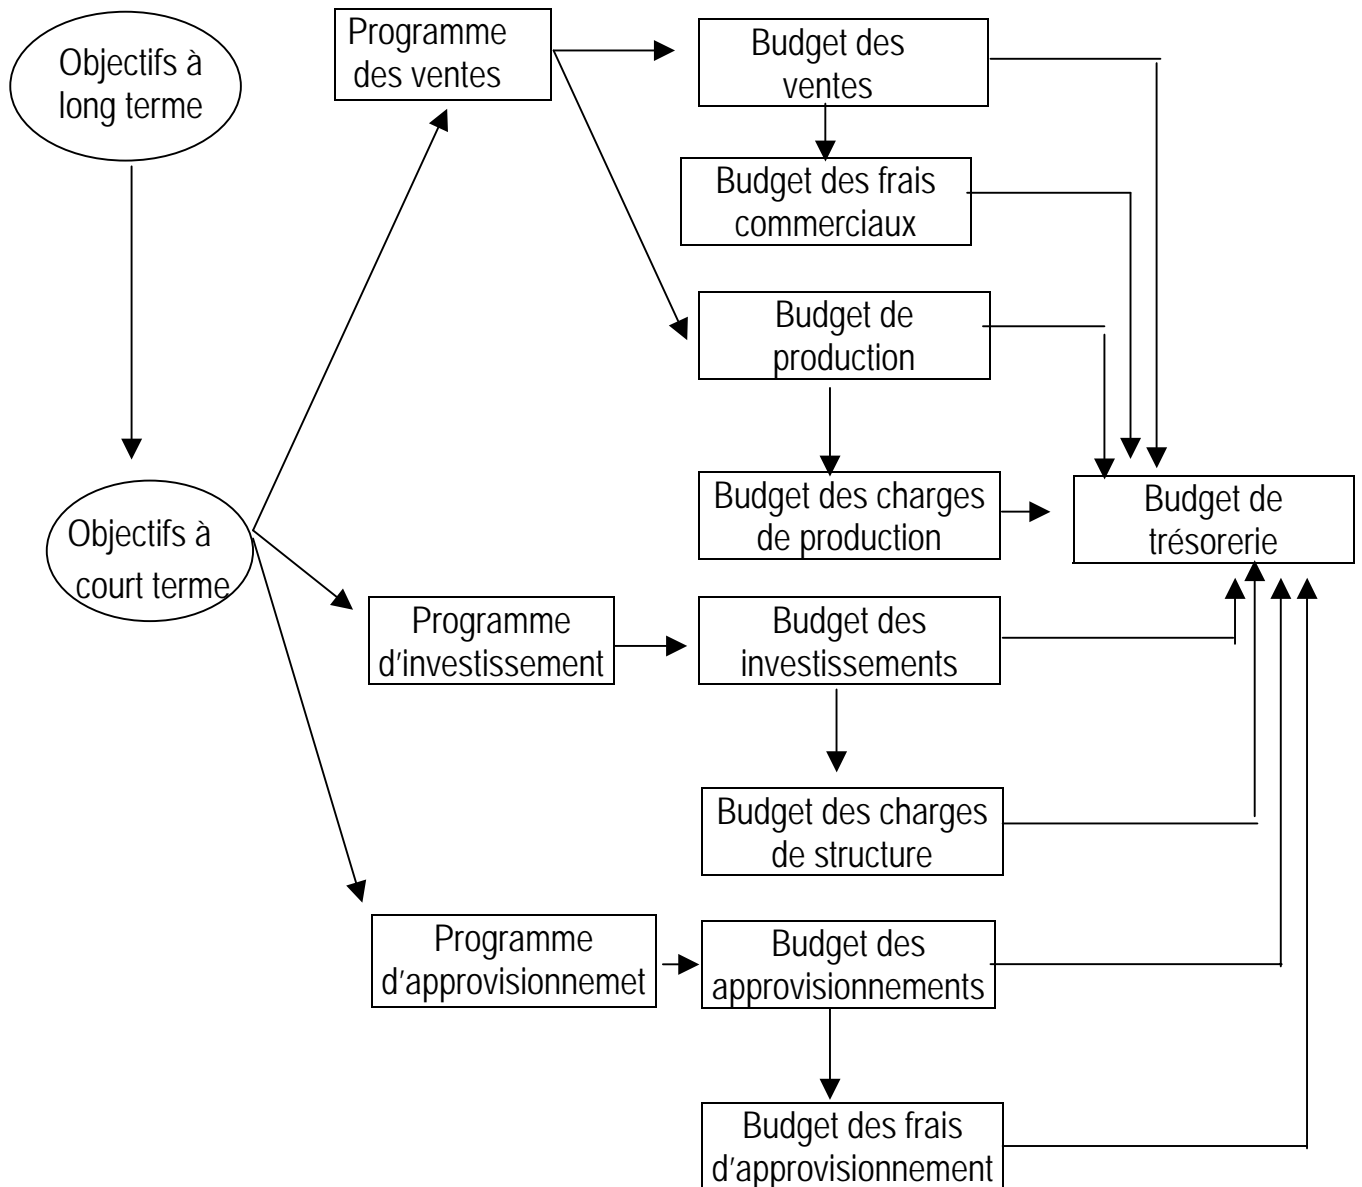 Objectifs à
long terme
Programme
des ventes
Budget des
ventes
Budget des frais
commerciaux
Budget de
production
Budget des charges
de production
Budget de
trésorerie
Objectifs à
court terme
Programme
d'investissement
Budget des
investissements
Budget des charges
de structure
Programme
d'approvisionnemet
Budget des
approvisionnements
Budget des frais
d'approvisionnement